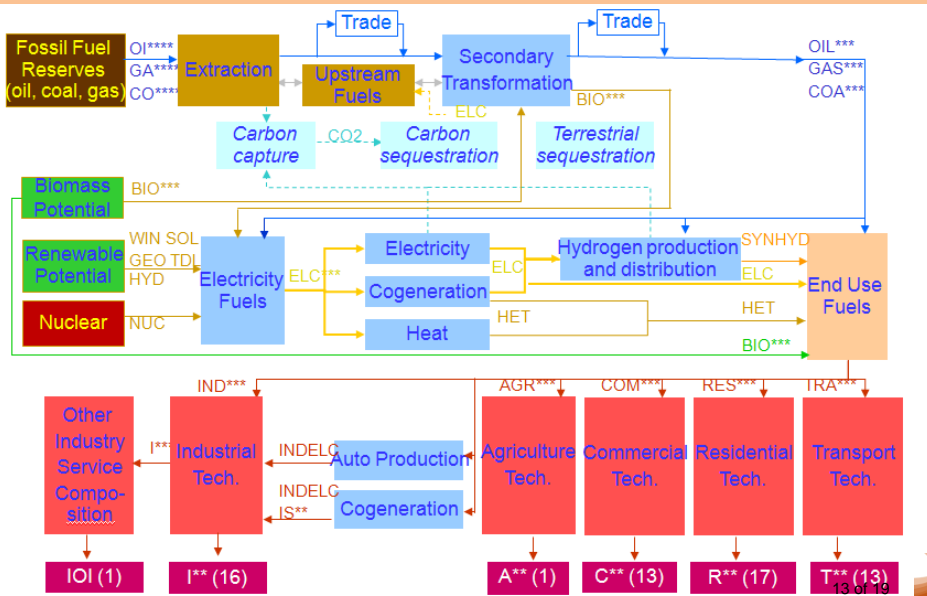 Trade
Trade
Fossil Fuel
Reserves
(oil, coal, gas)
OI****
GA****
CO****
Extraction
Upstream
Fuels
Secondary
Transformation
OIL***
GAS***
COA***
BIO***
ELC
Carbon
capture
CO2
Carbon
sequestration
Terrestrial
sequestration
Biomass
Potential
BIO***
Renewable
Potential
WIN SOL
GEO TDL
HYD
Nuclear
NUC
Electricity
Fuels
ELC***
Electricity
Cogeneration
Heat
ELC
HET
Hydrogen production
and distribution
SYNHYD
ELC
HET
BIO***
End Use
Fuels
IND***
AGR***
COM***
RES***
TRA***
Other
Industry
Service
Compo-
sition
I***
Industrial
Tech.
INDELC
Auto Production
INDELC
IS**
Cogeneration
Agriculture
Tech.
Commercial
Tech.
Residential
Tech.
Transport
Tech.
IOI (1)
I** (16)
A** (1)
C** (13)
R** (17)
T** (13)
13 of 19